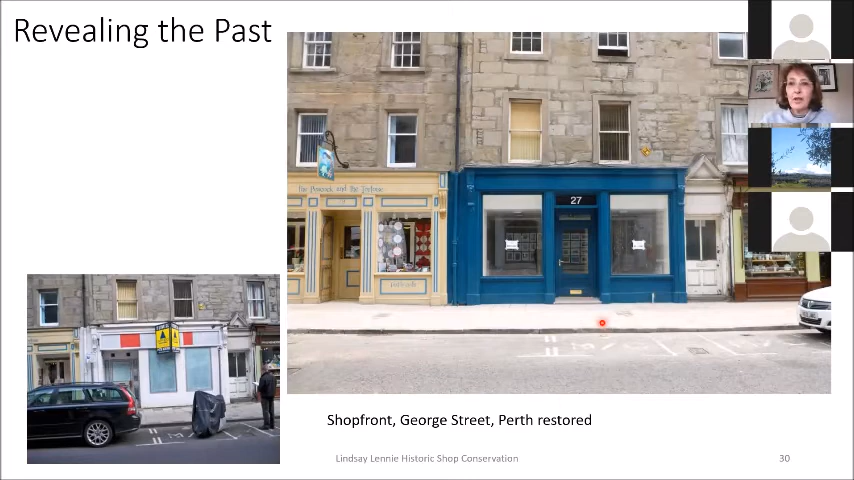 Revealing the Past
The Peacock and the Tortoise
27
Shopfront, George Street, Perth restored
Lindsay Lennie Historic Shop Conservation
30